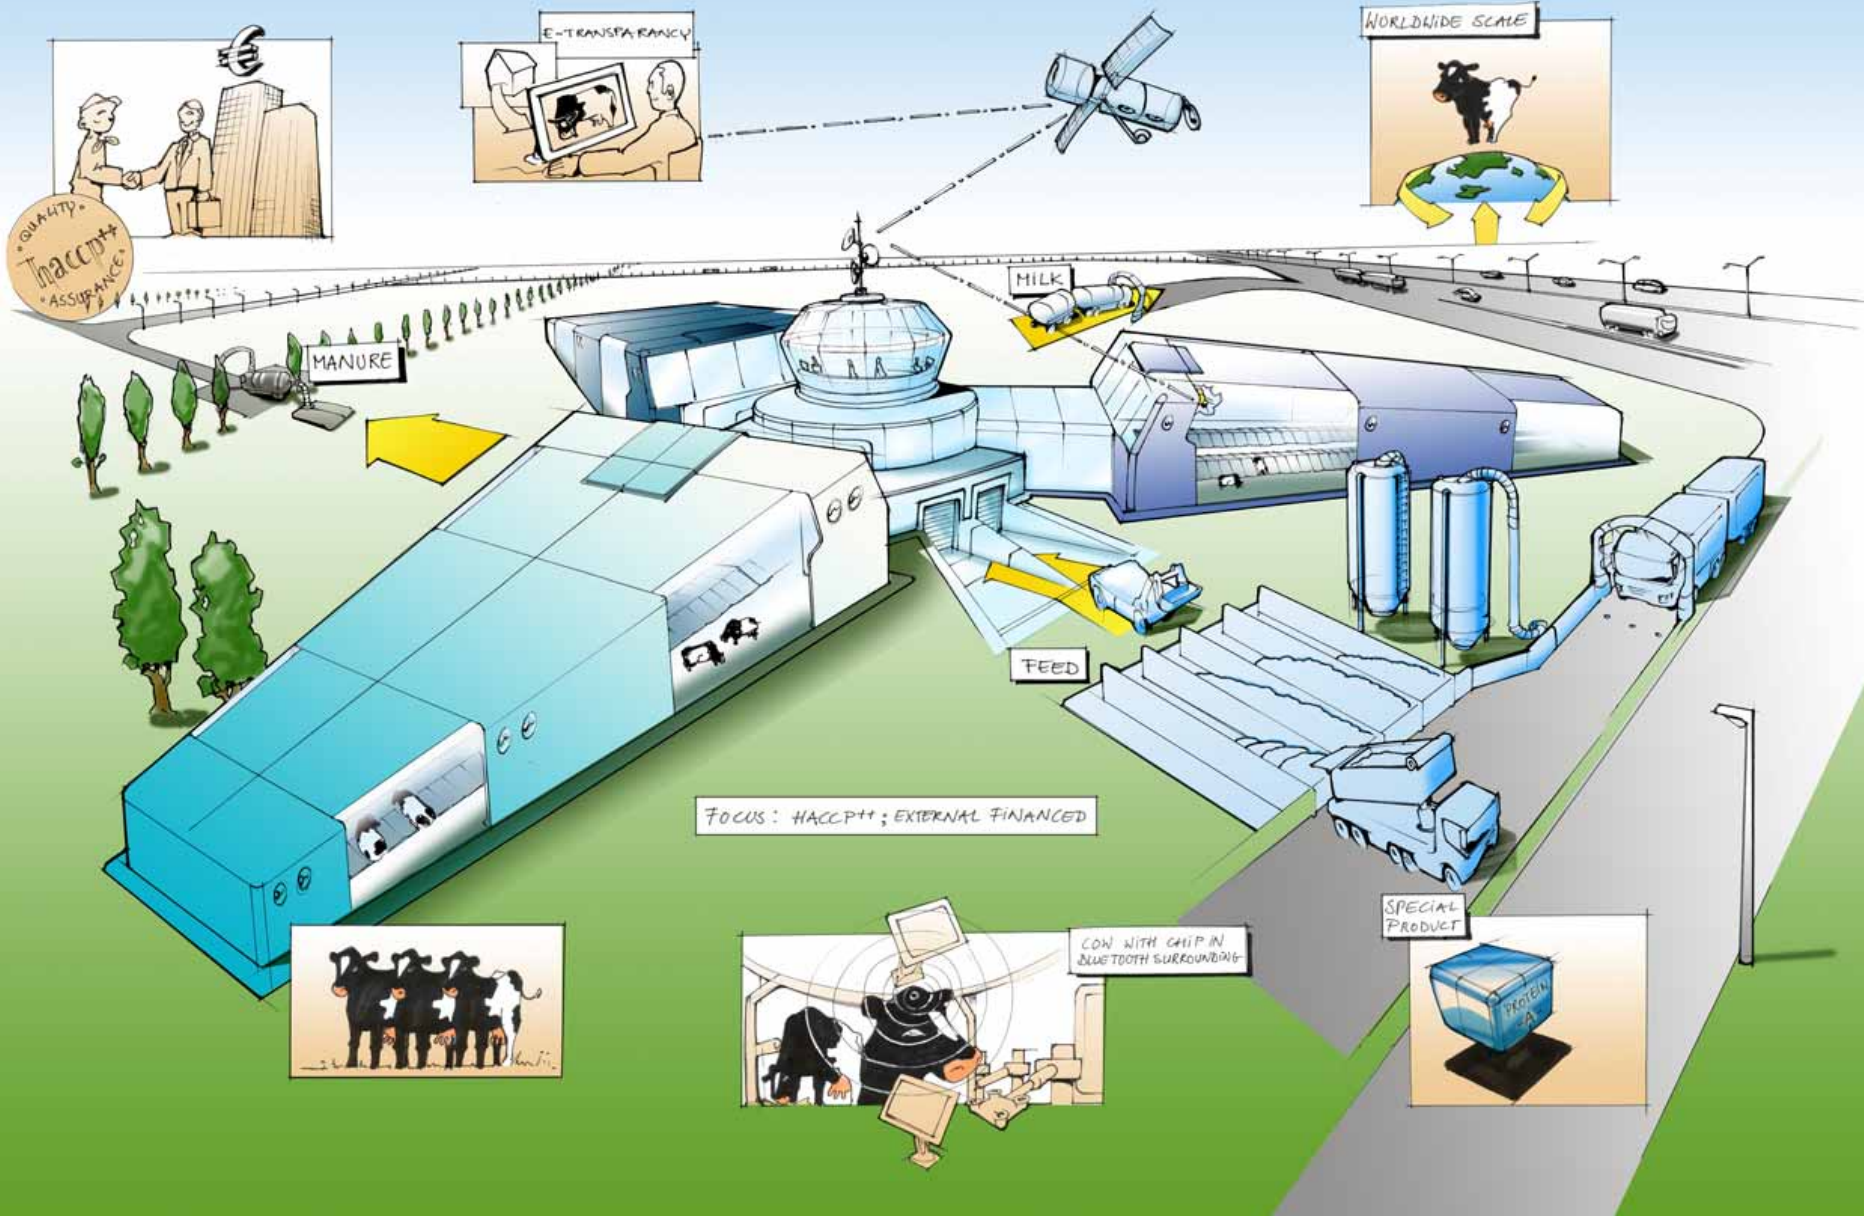 E-TRANSPARANCY
WORLDWIDE SCALE
€
QUALITY
haccp++
ASSURANCE
MILK
MANURE
FEED
FOCUS: HACCP++; EXTERNAL FINANCED
SPECIAL
PRODUCT
COW WITH CHIP IN
BLUETOOTH SURROUNDING
PROTEIN
-A-